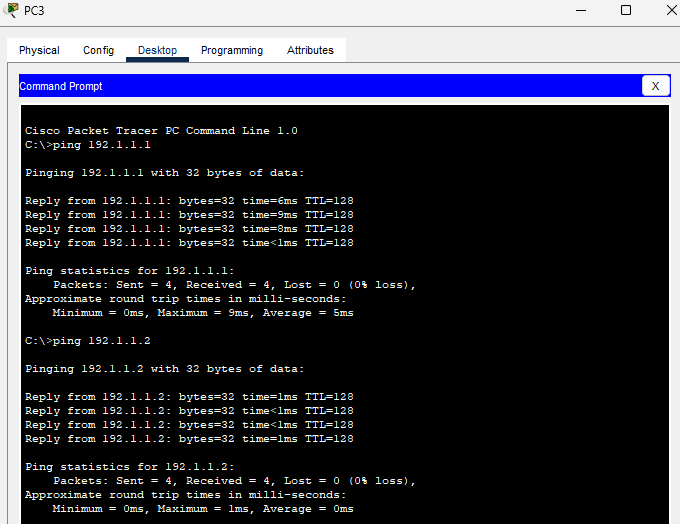 PC3
Physical Config Desktop Programming Attributes
Command Prompt X
Cisco Packet Tracer PC Command Line 1.0
C:\>ping 192.1.1.1
Pinging 192.1.1.1 with 32 bytes of data:
Reply from 192.1.1.1: bytes=32 time=6ms TTL=128
Reply from 192.1.1.1: bytes=32 time=9ms TTL=128
Reply from 192.1.1.1: bytes=32 time=8ms TTL=128
Reply from 192.1.1.1: bytes=32 time<1ms TTL=128
Ping statistics for 192.1.1.1:
    Packets: Sent = 4, Received = 4, Lost = 0 (0% loss),
Approximate round trip times in milli-seconds:
    Minimum = 0ms, Maximum = 9ms, Average = 5ms
C:\>ping 192.1.1.2
Pinging 192.1.1.2 with 32 bytes of data:
Reply from 192.1.1.2: bytes=32 time=1ms TTL=128
Reply from 192.1.1.2: bytes=32 time<1ms TTL=128
Reply from 192.1.1.2: bytes=32 time<1ms TTL=128
Reply from 192.1.1.2: bytes=32 time=1ms TTL=128
Ping statistics for 192.1.1.2:
    Packets: Sent = 4, Received = 4, Lost = 0 (0% loss),
Approximate round trip times in milli-seconds:
    Minimum = 0ms, Maximum = 1ms, Average = 0ms